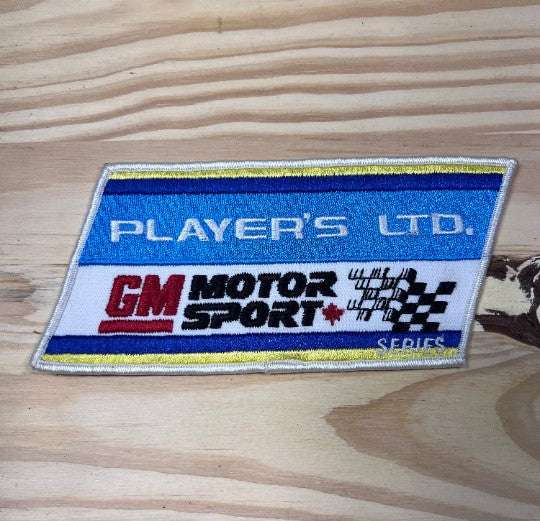 PLAYER'S LTD.
GM MOTOR
SPORT
SERIES